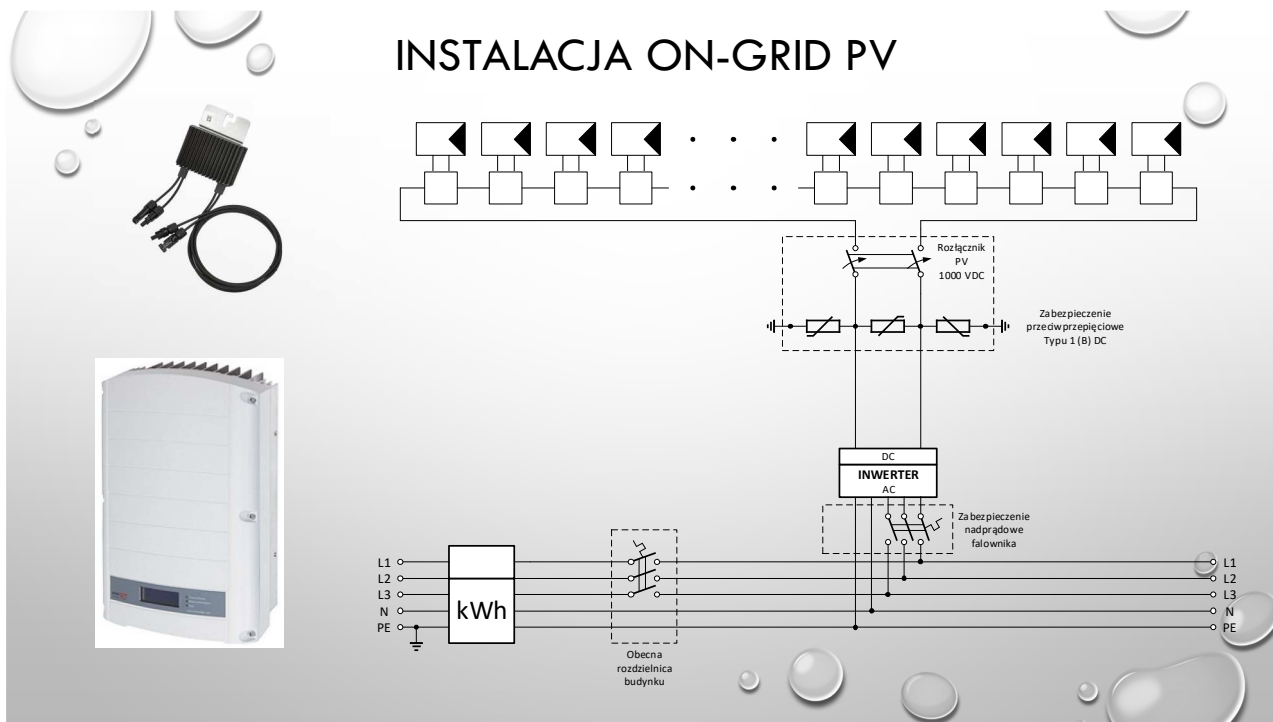 INSTALACJA ON-GRID PV
Rozłącznik
PV
1000 VDC
Zabezpieczenie
przeciwprzepięciowe
Typu 1 (B) DC
DC
INWERTER
AC
Zabezpieczenie
nadprądowe
falownika
L1
L2
L3
N
PE
kWh
L1
L2
L3
N
PE
Obecna
rozdzielnica
budynku